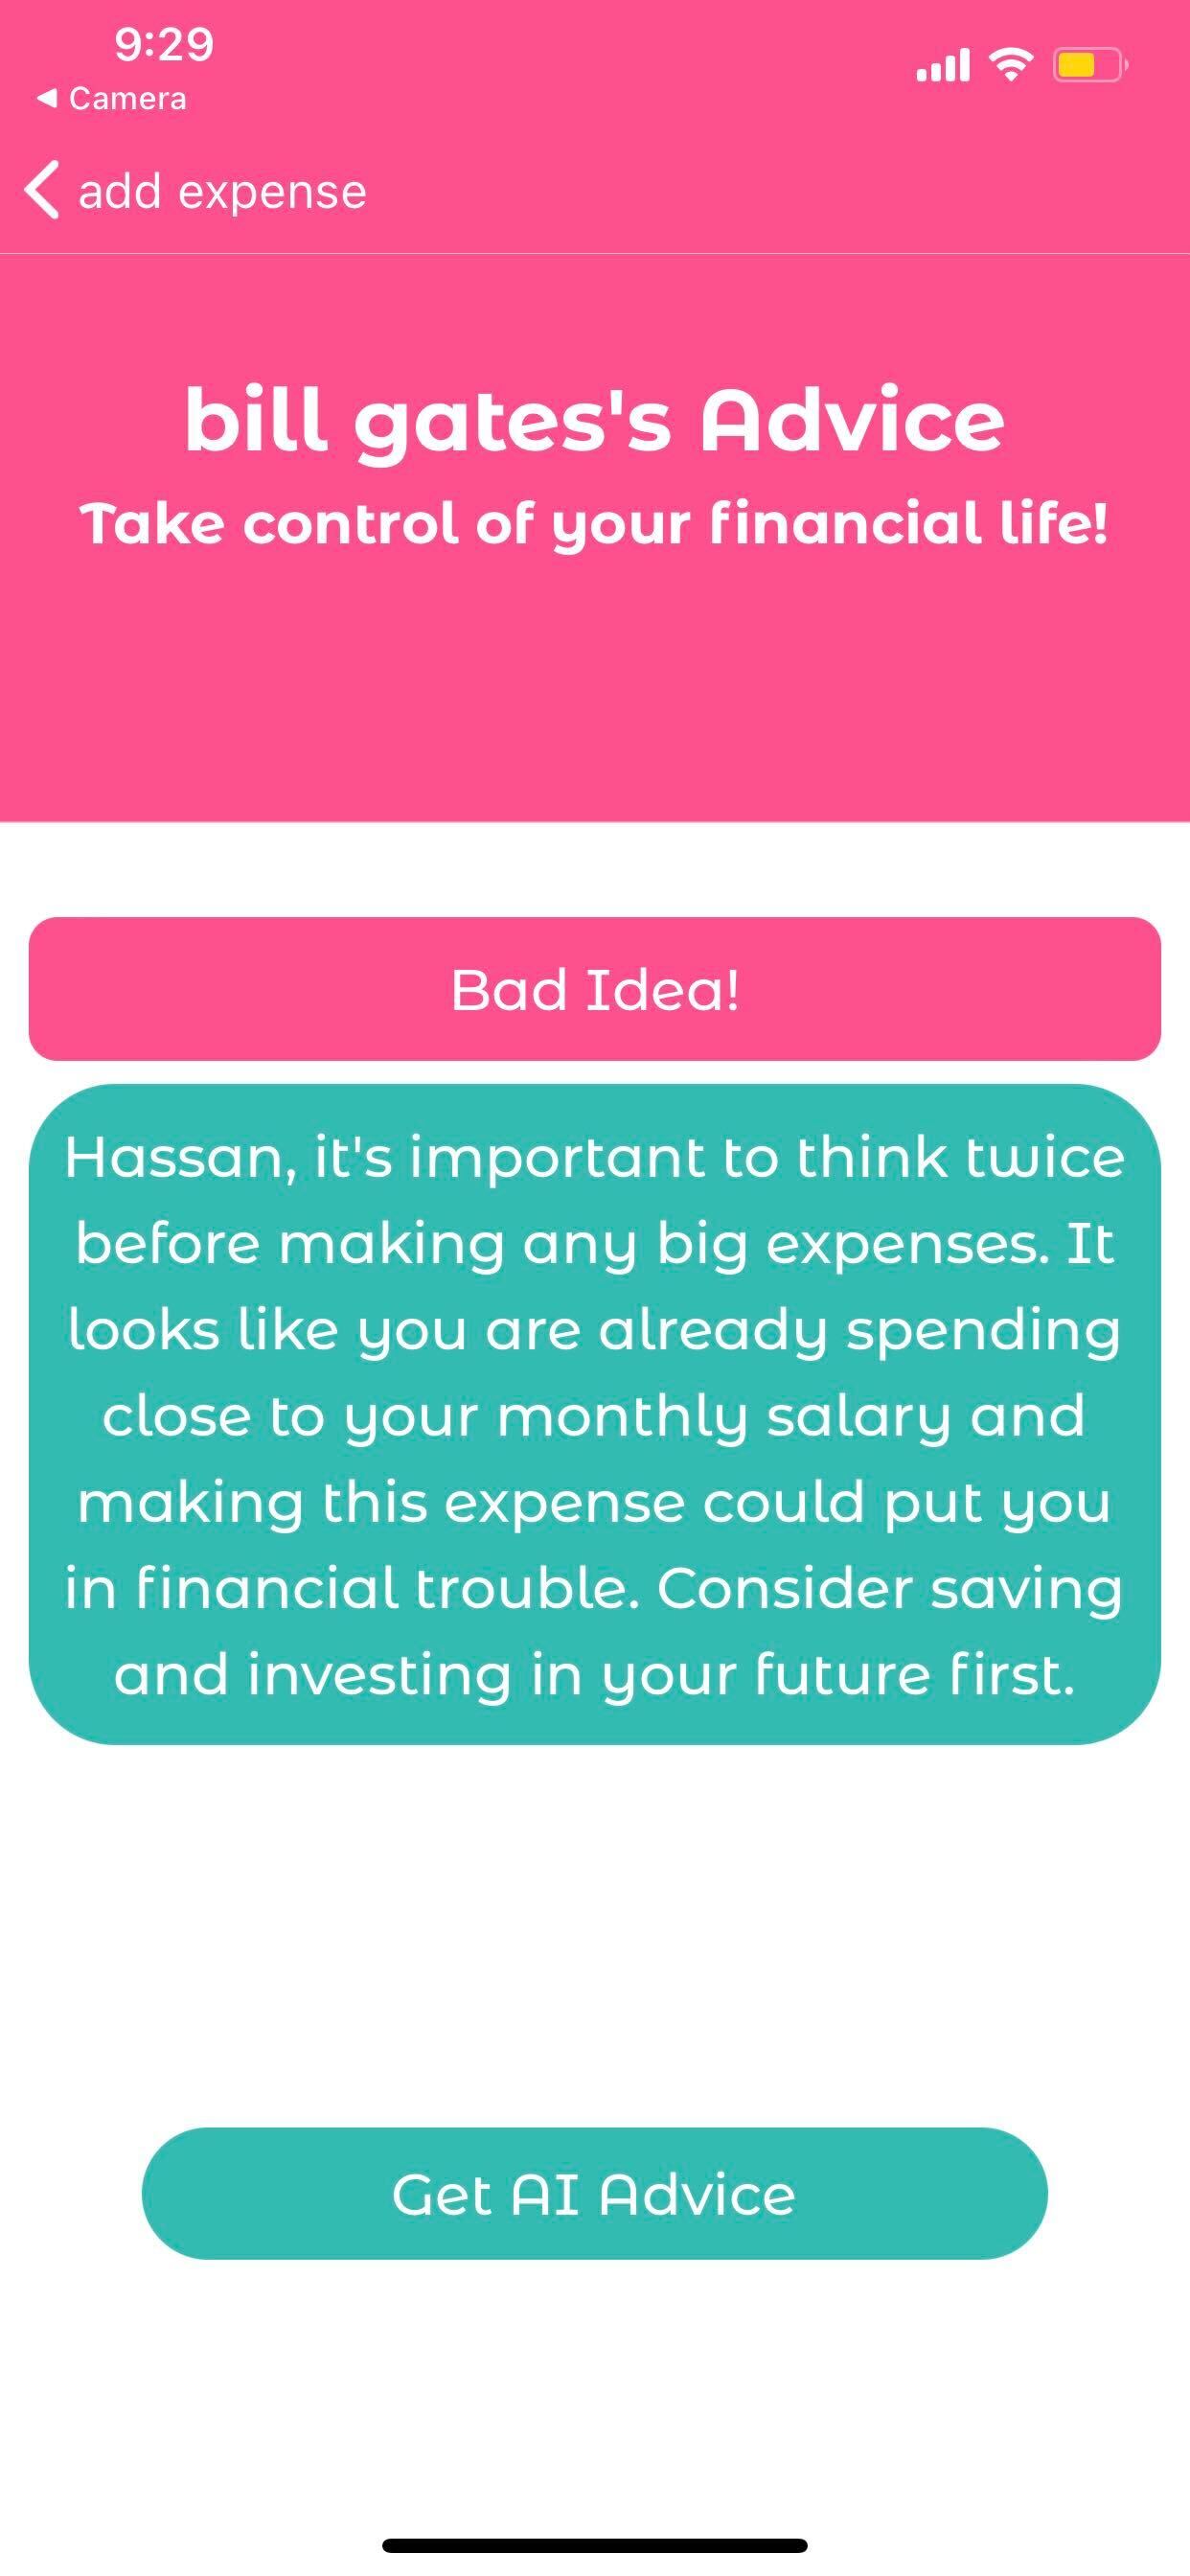 9:29
◀ Camera
add expense
bill gates's Advice
Take control of your financial life!
Bad Idea!
Hassan, it's important to think twice
before making any big expenses. It
looks like you are already spending
close to your monthly salary and
making this expense could put you
in financial trouble. Consider saving
and investing in your future first.
Get AI Advice